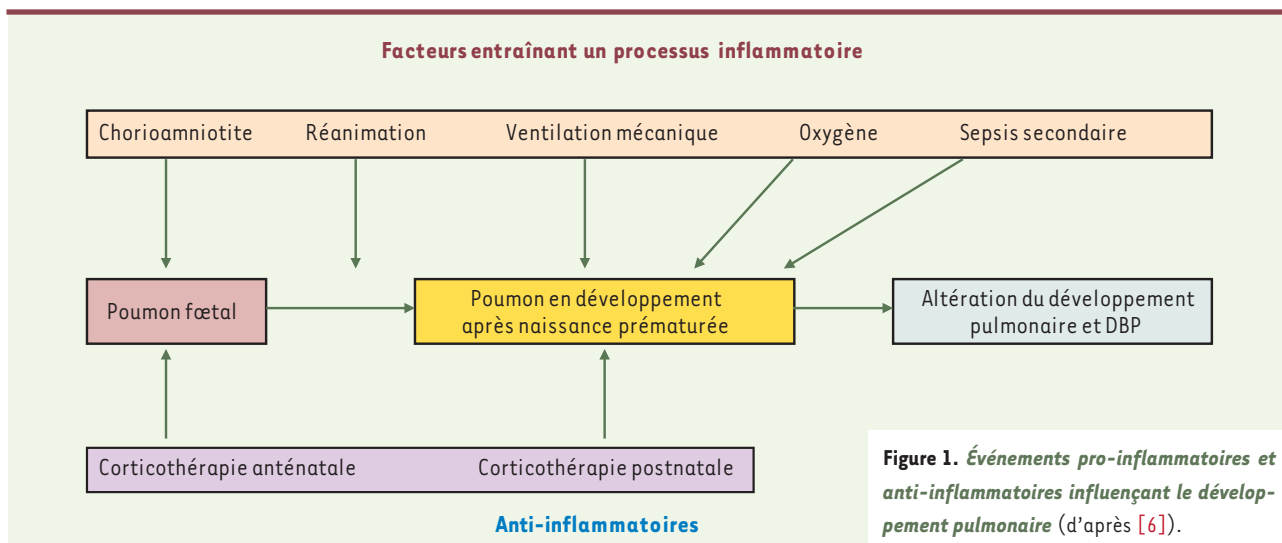 Facteurs entraînant un processus inflammatoire
Chorioamniotite Réanimation Ventilation mécanique Oxygène Sepsis secondaire
Poumon fœtal
Poumon en développement
après naissance prématurée
Altération du développement
pulmonaire et DBP
Corticothérapie anténatale Corticothérapie postnatale
Anti-inflammatoires
Figure 1. Événements pro-inflammatoires et
anti-inflammatoires influençant le dévelop-
pement pulmonaire (d'après [6]).